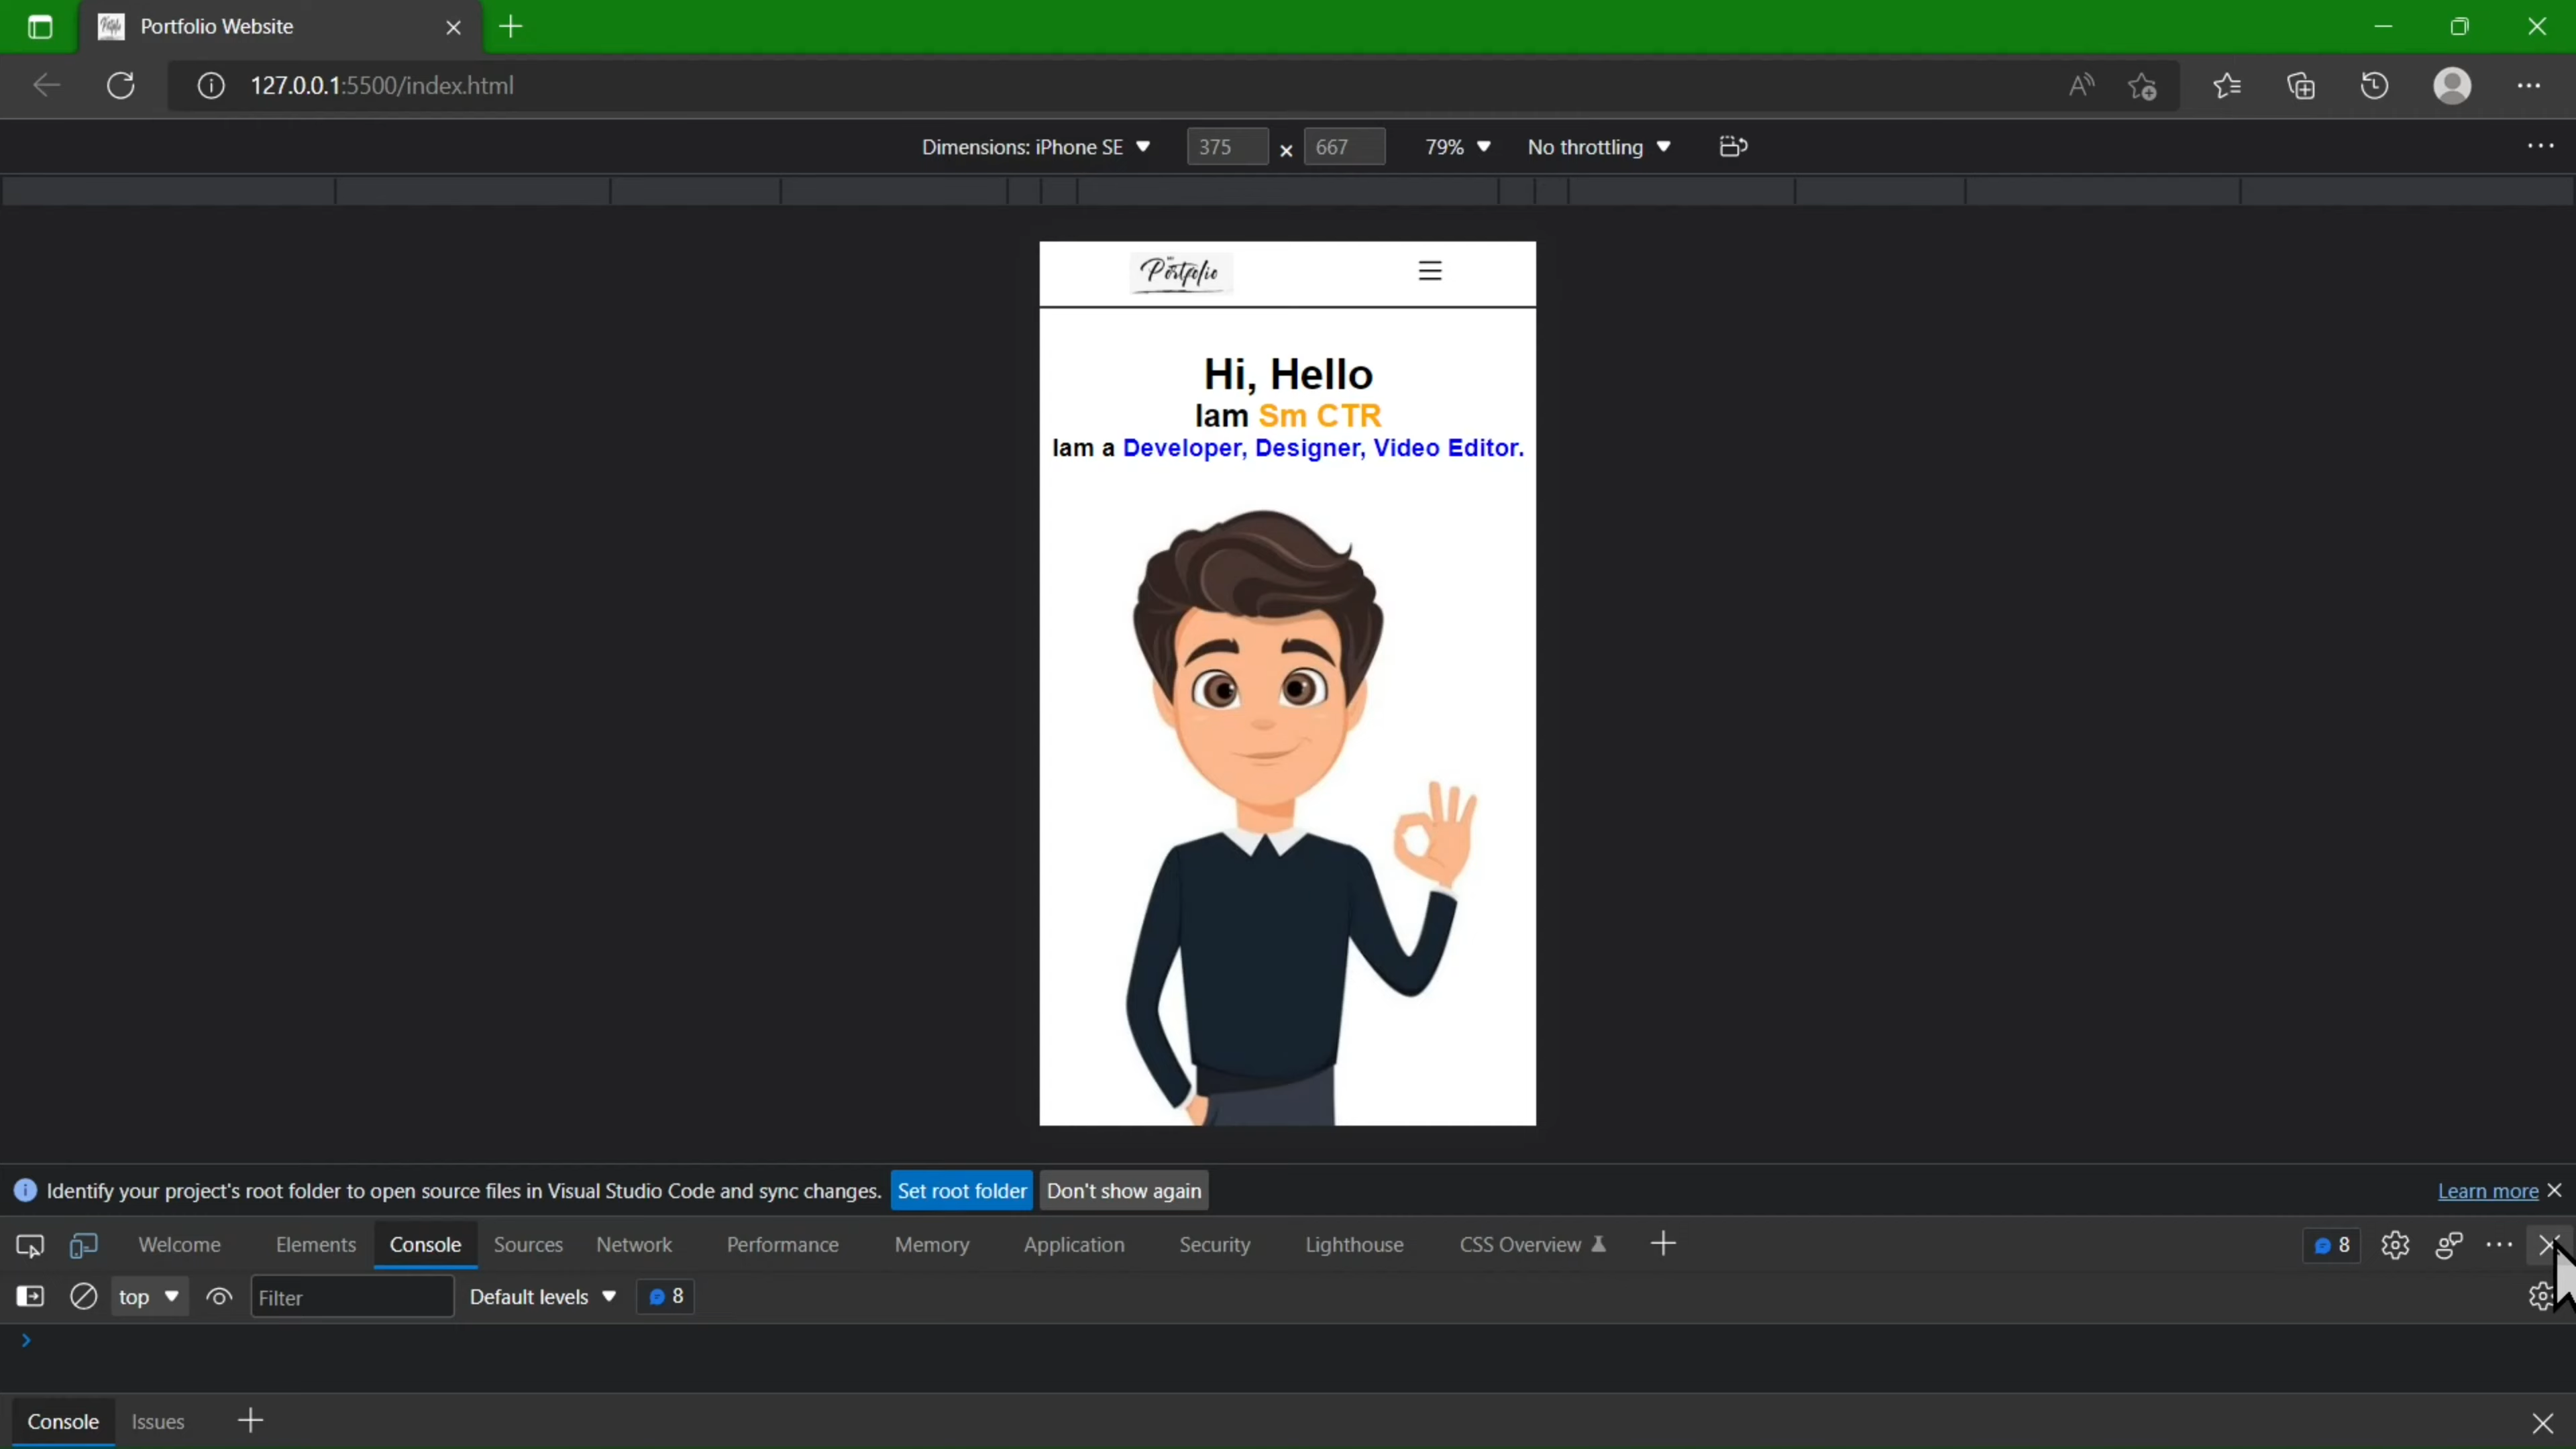 Portfolio Website
127.0.0.1:5500/index.html
Dimensions: iPhone SE 375 × 667 79% No throttling
Portfolio
Hi, Hello
Iam Sm CTR
Iam a Developer, Designer, Video Editor.
Identify your project's root folder to open source files in Visual Studio Code and sync changes. Set root folder Don't show again Learn more
Welcome Elements Console Sources Network Performance Memory Application Security Lighthouse CSS Overview 8
top Filter Default levels 8
Console Issues